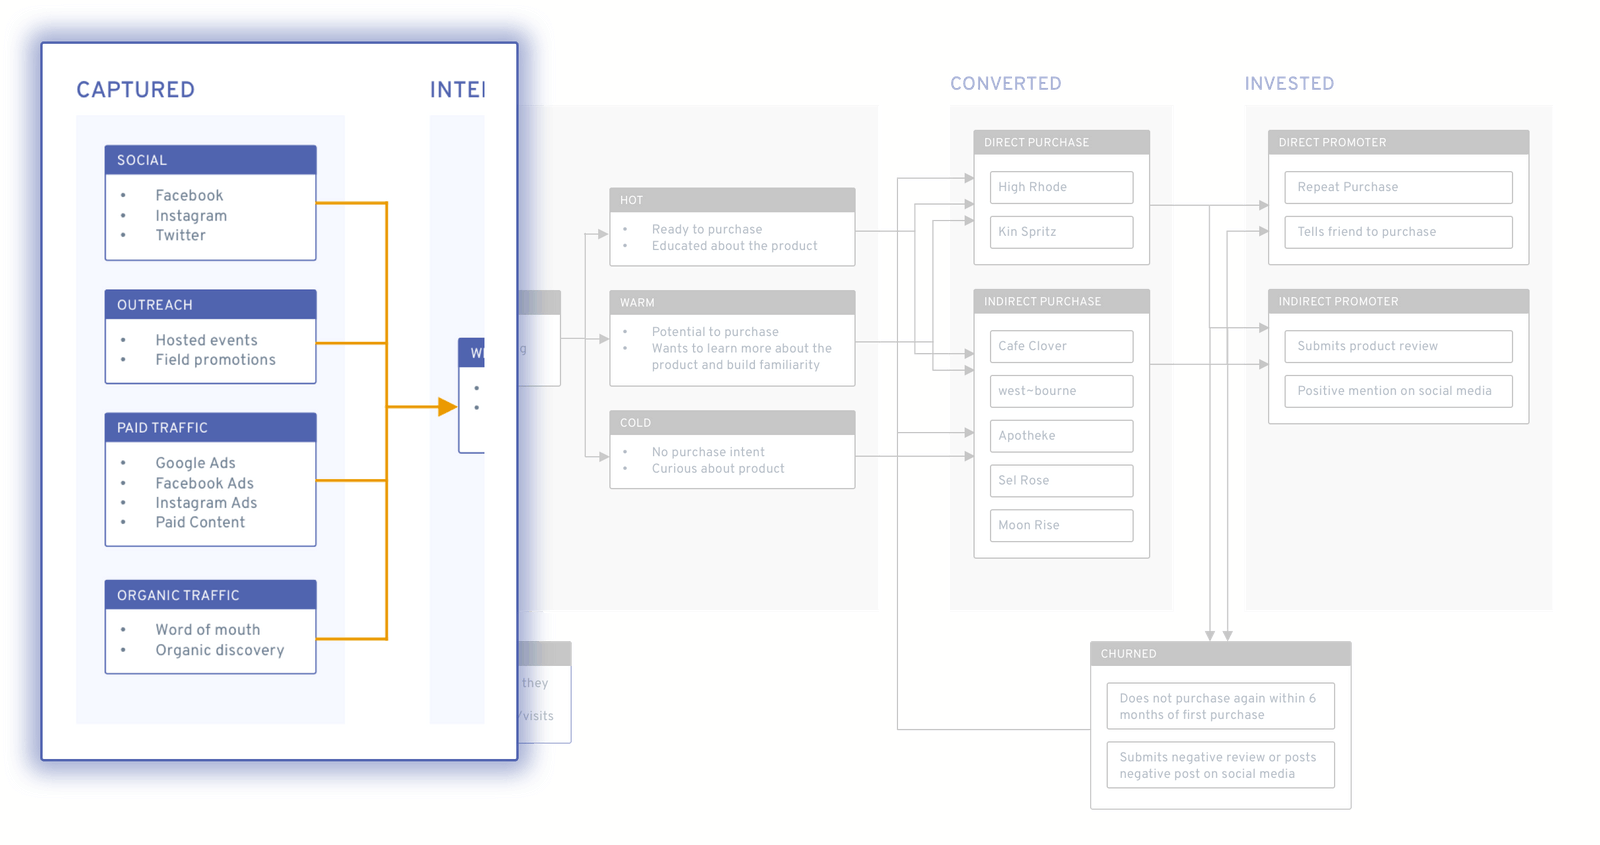 CAPTURED
SOCIAL
• Facebook
• Instagram
• Twitter
OUTREACH
• Hosted events
• Field promotions
PAID TRAFFIC
• Google Ads
• Facebook Ads
• Instagram Ads
• Paid Content
ORGANIC TRAFFIC
• Word of mouth
• Organic discovery
they
/visits
HOT
• Ready to purchase
• Educated about the product
WARM
• Potential to purchase
• Wants to learn more about the
product and build familiarity
COLD
• No purchase intent
• Curious about product
CONVERTED
DIRECT PURCHASE
High Rhode
Kin Spritz
INDIRECT PURCHASE
Cafe Clover
west~bourne
Apotheke
Sel Rose
Moon Rise
INVESTED
DIRECT PROMOTER
Repeat Purchase
Tells friend to purchase
INDIRECT PROMOTER
Submits product review
Positive mention on social media
CHURNED
Does not purchase again within 6
months of first purchase
Submits negative review or posts
negative post on social media